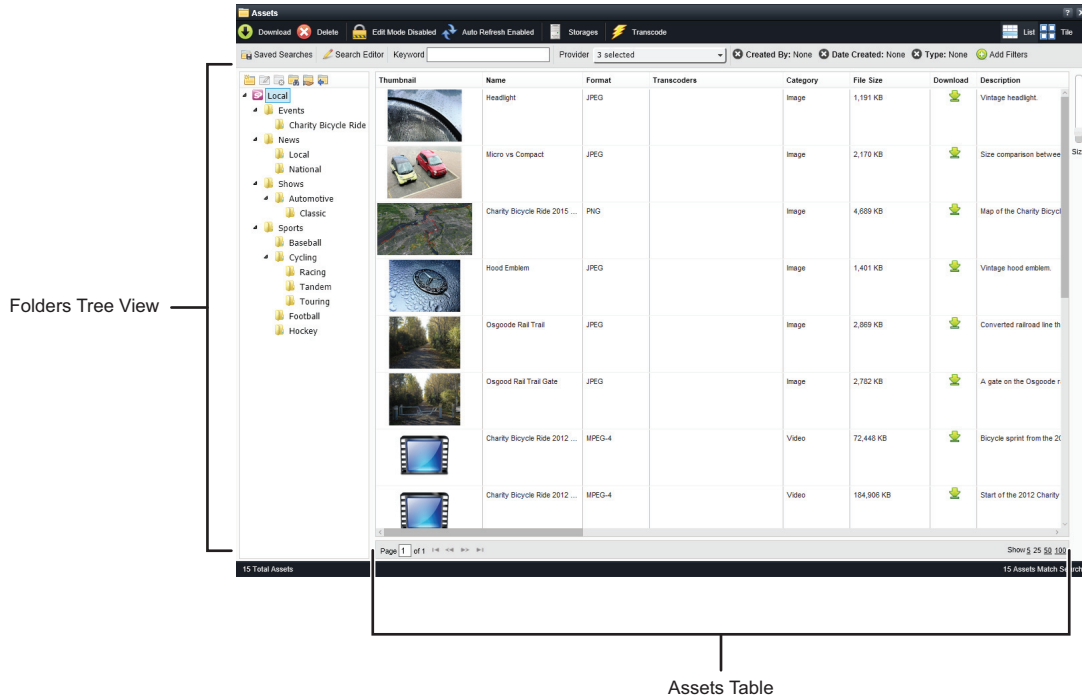 Assets
?
Download Delete Edit Mode Disabled Auto Refresh Enabled Storages Transcode List Tile
Saved Searches Search Editor Keyword Provider 3 selected Created By: None Date Created: None Type: None Add Filters
Folders Tree View
Local
Events
Charity Bicycle Ride
News
Local
National
Shows
Automotive
Classic
Sports
Baseball
Cycling
Racing
Tandem
Touring
Football
Hockey
Thumbnail Name Format Transcoders Category File Size Download Description
Headlight JPEG Image 1,191 KB Vintage headlight.
Micro vs Compact JPEG Image 2,170 KB Size comparison betwee
Siz
Charity Bicycle Ride 2015 ... PNG Image 4,689 KB Map of the Charity Bicycl
Hood Emblem JPEG Image 1,401 KB Vintage hood emblem.
Osgoode Rail Trail JPEG Image 2,869 KB Converted railroad line th
Osgood Rail Trail Gate JPEG Image 2,782 KB A gate on the Osgoode r
Charity Bicycle Ride 2012 ... MPEG-4 Video 72,448 KB Bicycle sprint from the 20
Charity Bicycle Ride 2012 ... MPEG-4 Video 184,906 KB Start of the 2012 Charity
Page 1 of 1 Show 5 25 50 100
15 Total Assets 15 Assets Match Search
Assets Table